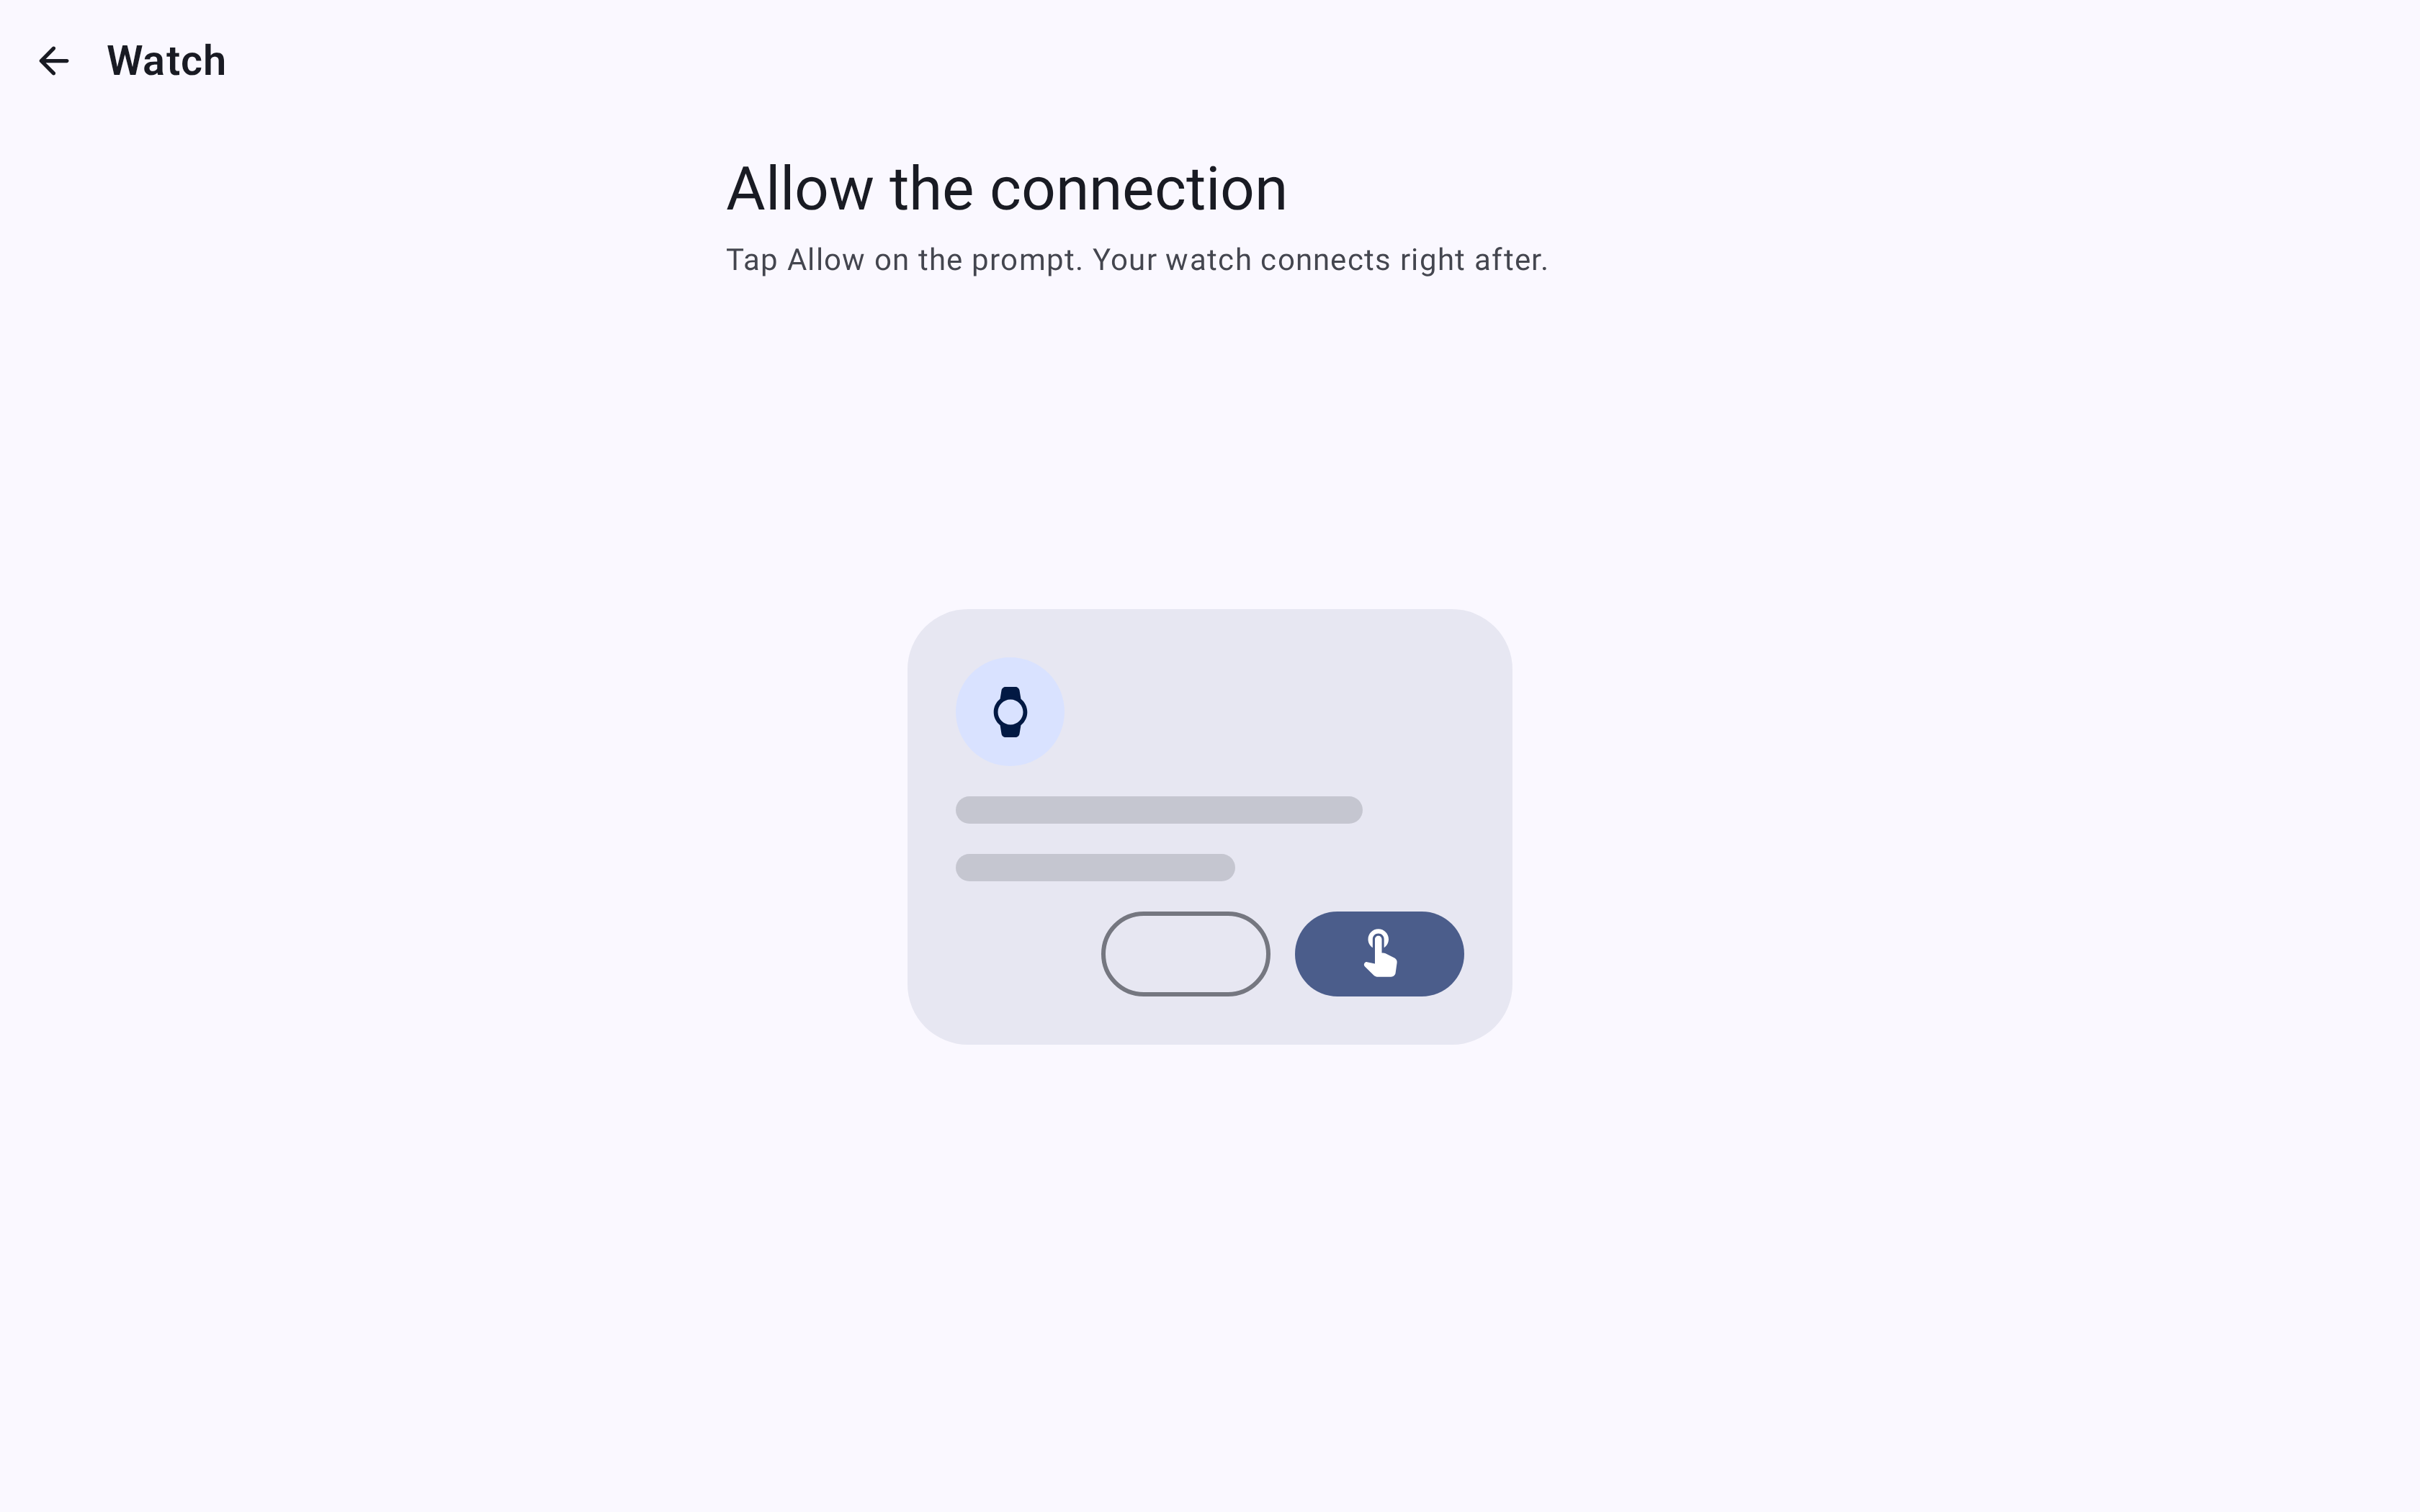 Watch
Allow the connection
Tap Allow on the prompt. Your watch connects right after.